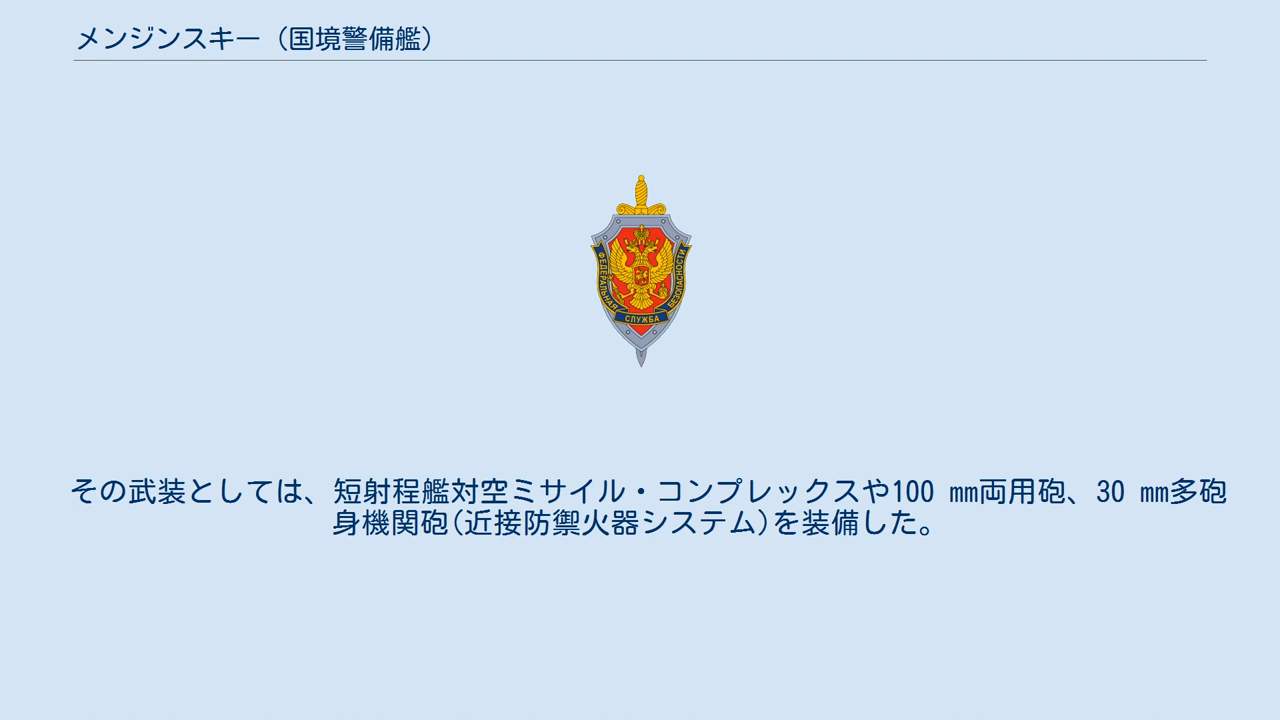 メンジンスキー (国境警備艦)
ФЕДЕРАЛЬНАЯ
СЛУЖБА
БЕЗОПАСНОСТИ
その武装としては、短射程艦対空ミサイル・コンプレックスや100 ㎜両用砲、30 ㎜多砲
身機関砲(近接防禦火器システム)を装備した。